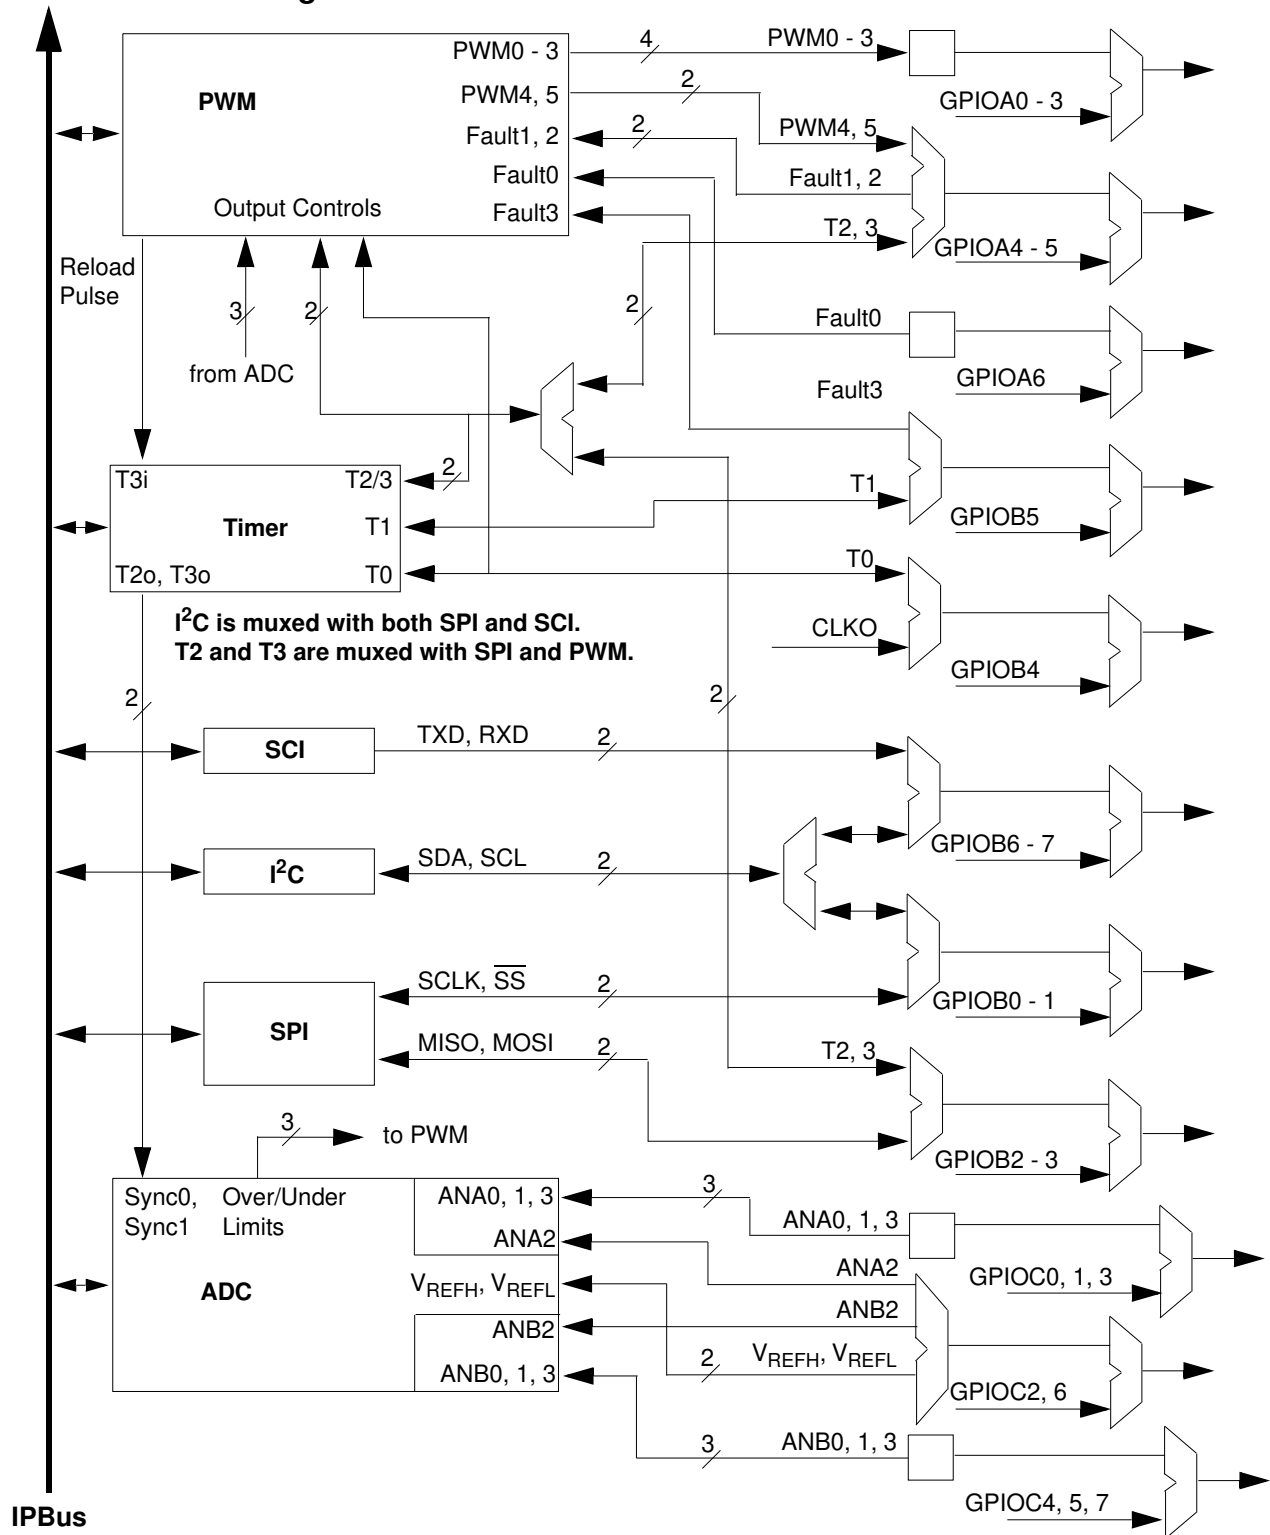 g
PWM0 - 3
4
PWM0 - 3
PWM
PWM4, 5
2
GPIOA0 - 3
Fault1, 2
2
PWM4, 5
Fault0
Fault1, 2
Output Controls
Fault3
T2, 3
GPIOA4 - 5
Reload
Pulse
3
2
2
Fault0
from ADC
GPIOA6
Fault3
T3i
T2/3
2
T1
Timer
T1
GPIOB5
T2o, T3o
T0
T0
I²C is muxed with both SPI and SCI.
T2 and T3 are muxed with SPI and PWM.
CLKO
GPIOB4
2
2
SCI
TXD, RXD
2
GPIOB6 - 7
I²C
SDA, SCL
2
SCLK, S̅S̅
2
GPIOB0 - 1
SPI
MISO, MOSI
2
T2, 3
3
to PWM
GPIOB2 - 3
Sync0,
Sync1
Over/Under
Limits
ANA0, 1, 3
3
ANA0, 1, 3
ANA2
ANA2
GPIOC0, 1, 3
ADC
VREFH, VREFL
ANB2
ANB2
2
VREFH, VREFL
ANB0, 1, 3
GPIOC2, 6
3
ANB0, 1, 3
GPIOC4, 5, 7
IPBus